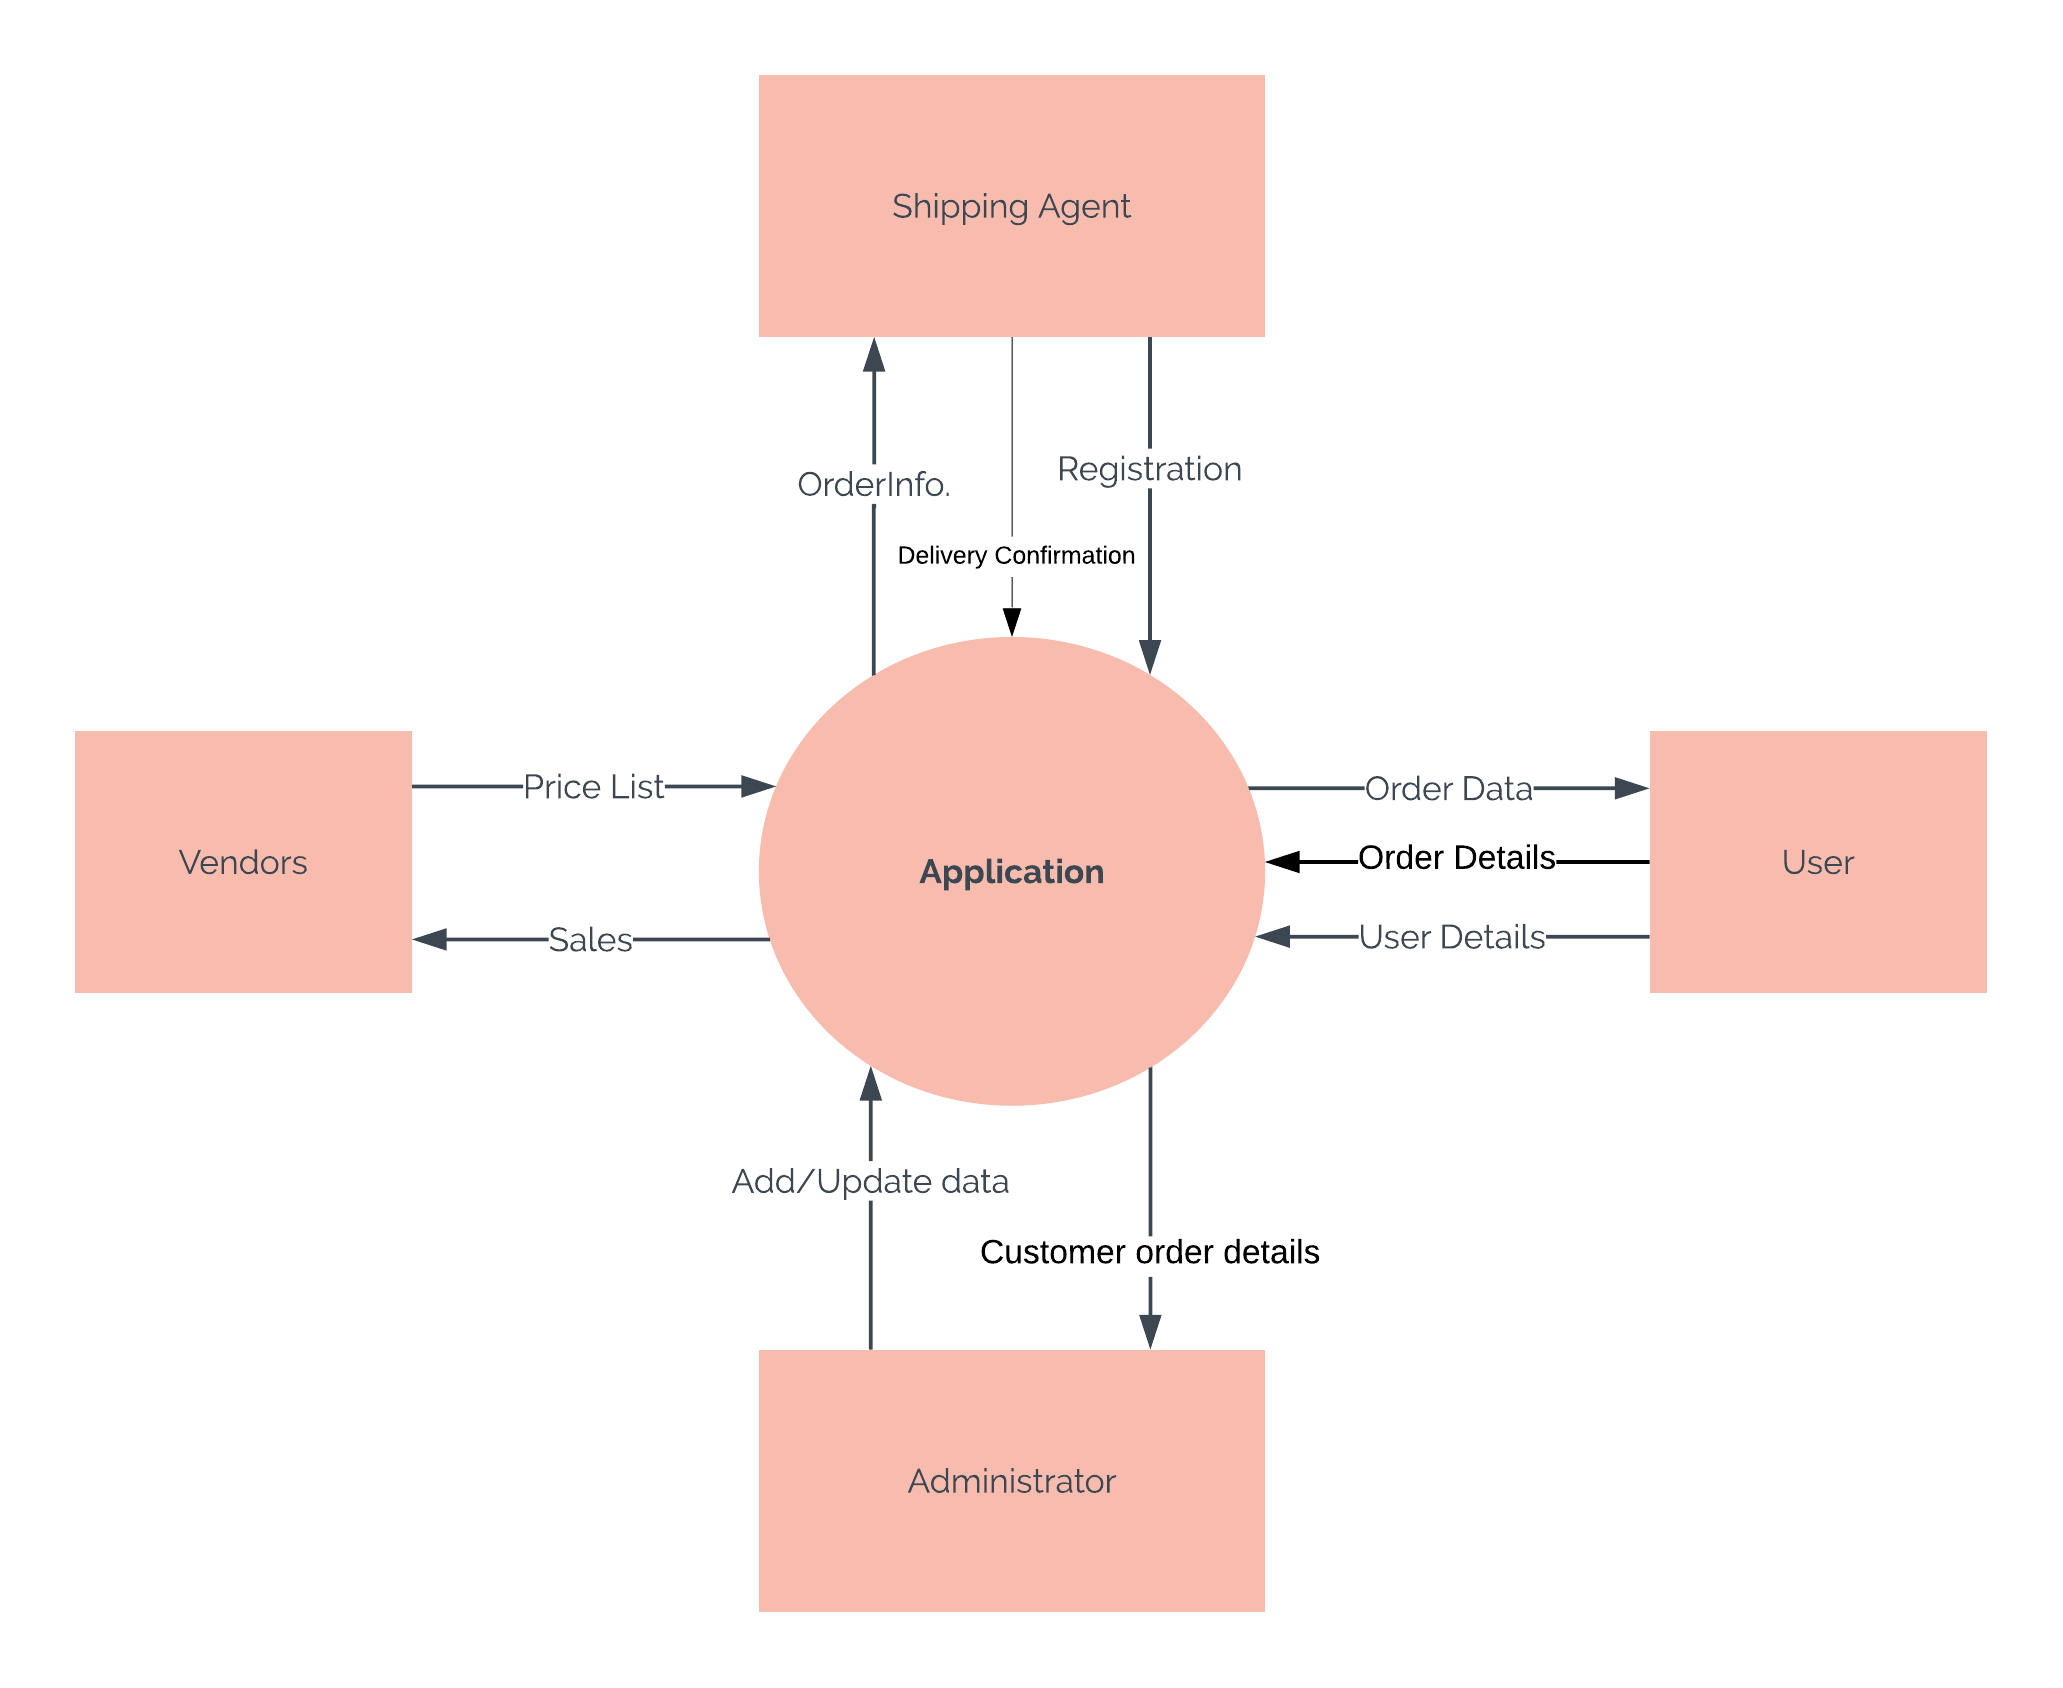 Shipping Agent
Registration
OrderInfo.
Delivery Confirmation
Price List
Order Data
Vendors
Application
Order Details
User
Sales
User Details
Add/Update data
Customer order details
Administrator